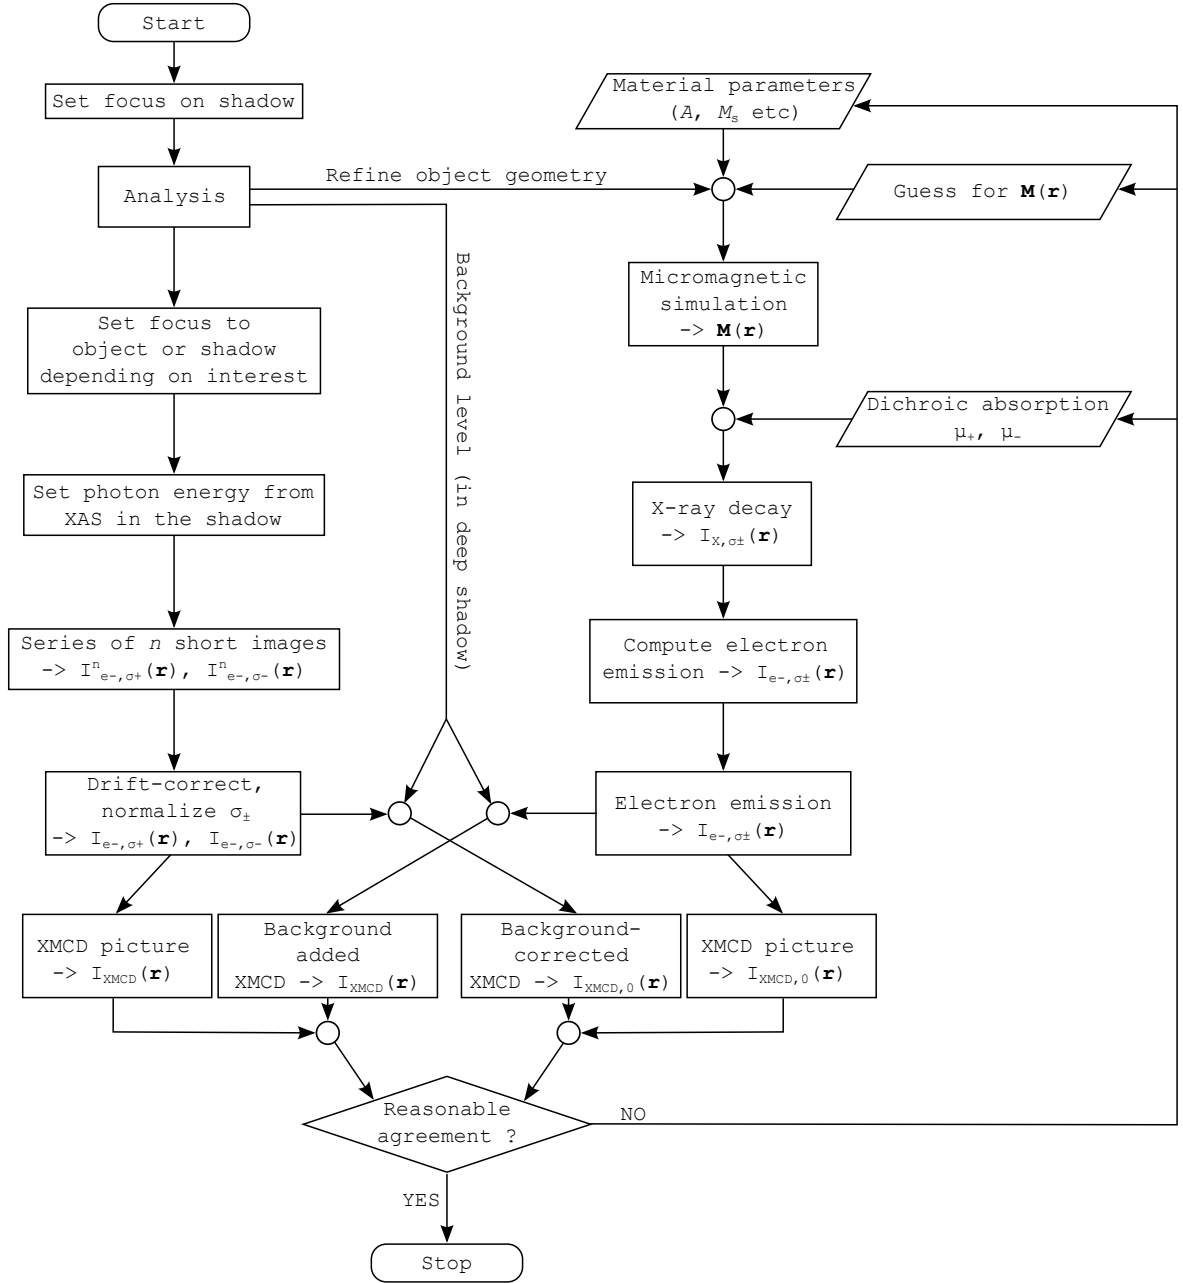 Start
Set focus on shadow
Analysis
Set focus to
object or shadow
depending on interest
Set photon energy from
XAS in the shadow
Series of n short images
-> Iⁿe-,σ+(r), Iⁿe-,σ-(r)
Drift-correct,
normalize σ±
-> Ie-,σ+(r), Ie-,σ-(r)
Refine object geometry
Background level (in deep shadow)
Material parameters
(A, Ms etc)
Guess for M(r)
Micromagnetic
simulation
-> M(r)
Dichroic absorption
μ+, μ-
X-ray decay
-> IX,σ±(r)
Compute electron
emission -> Ie-,σ±(r)
Electron emission
-> Ie-,σ±(r)
XMCD picture
-> IXMCD(r)
Background
added
XMCD -> IXMCD(r)
Background-
corrected
XMCD -> IXMCD,0(r)
XMCD picture
-> IXMCD,0(r)
Reasonable
agreement ?
NO
YES
Stop